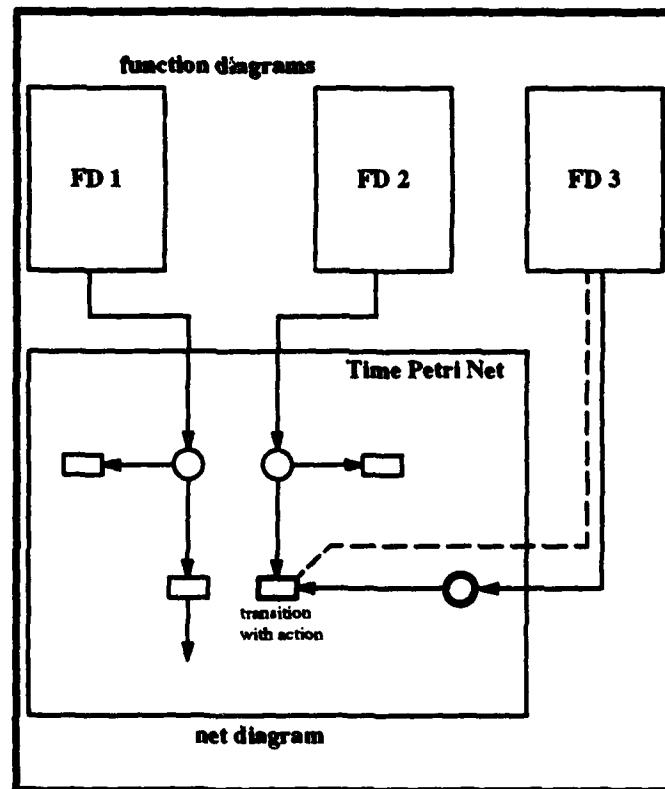 function diagrams
FD 1
FD 2
FD 3
Time Petri Net
transition
with action
net diagram